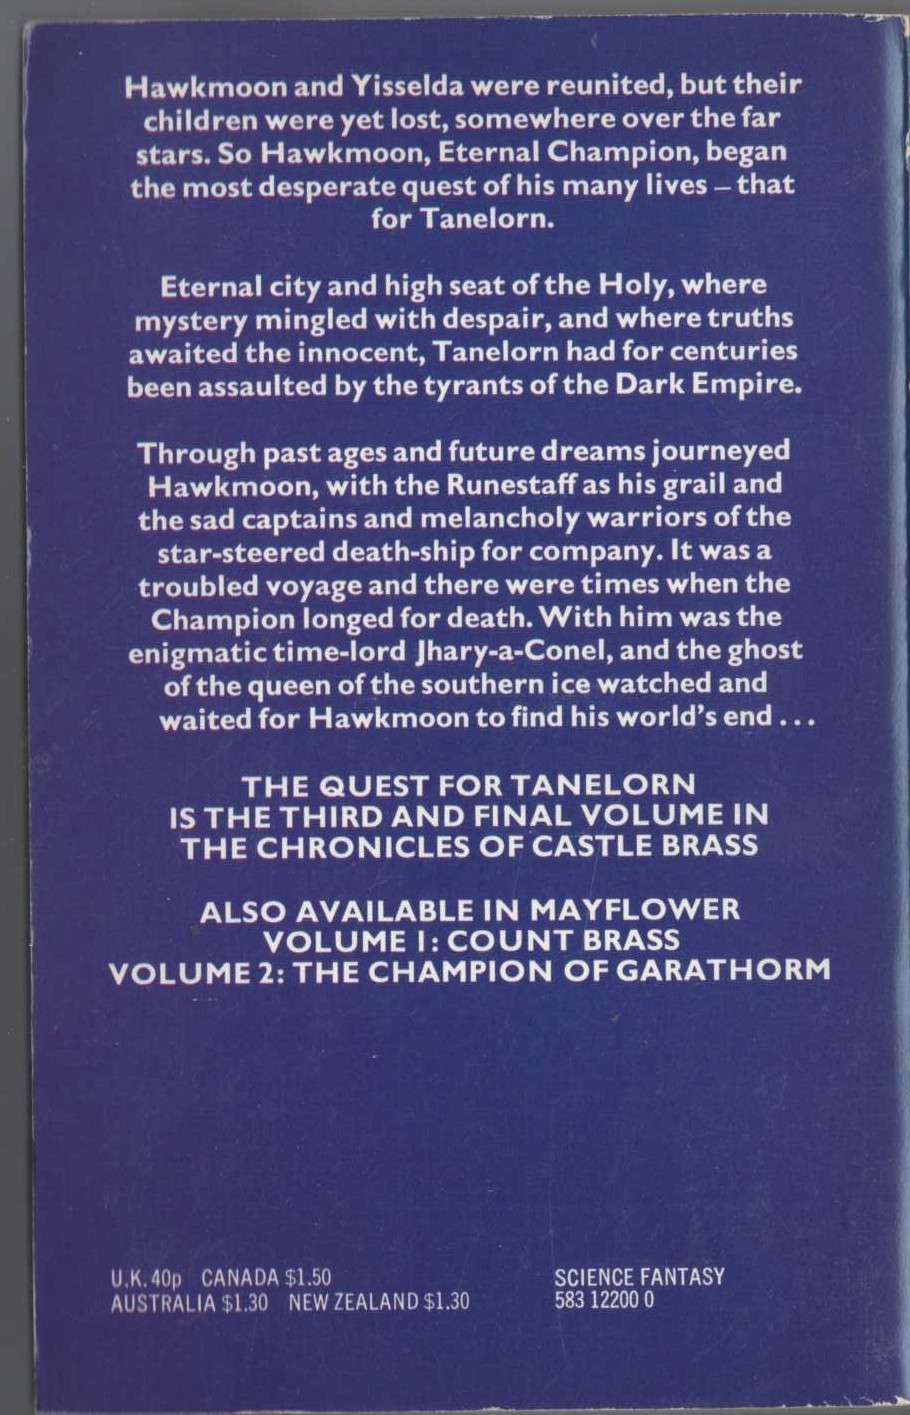 Hawkmoon and Yisselda were reunited, but their
children were yet lost, somewhere over the far
stars. So Hawkmoon, Eternal Champion, began
the most desperate quest of his many lives – that
for Tanelorn.
Eternal city and high seat of the Holy, where
mystery mingled with despair, and where truths
awaited the innocent, Tanelorn had for centuries
been assaulted by the tyrants of the Dark Empire.
Through past ages and future dreams journeyed
Hawkmoon, with the Runestaff as his grail and
the sad captains and melancholy warriors of the
star-steered death-ship for company. It was a
troubled voyage and there were times when the
Champion longed for death. With him was the
enigmatic time-lord Jhary-a-Conel, and the ghost
of the queen of the southern ice watched and
waited for Hawkmoon to find his world's end ...
THE QUEST FOR TANELORN
IS THE THIRD AND FINAL VOLUME IN
THE CHRONICLES OF CASTLE BRASS
ALSO AVAILABLE IN MAYFLOWER
VOLUME I: COUNT BRASS
VOLUME 2: THE CHAMPION OF GARATHORM
U.K. 40p CANADA $1.50
AUSTRALIA $1.30 NEW ZEALAND $1.30
SCIENCE FANTASY
583 12200 0